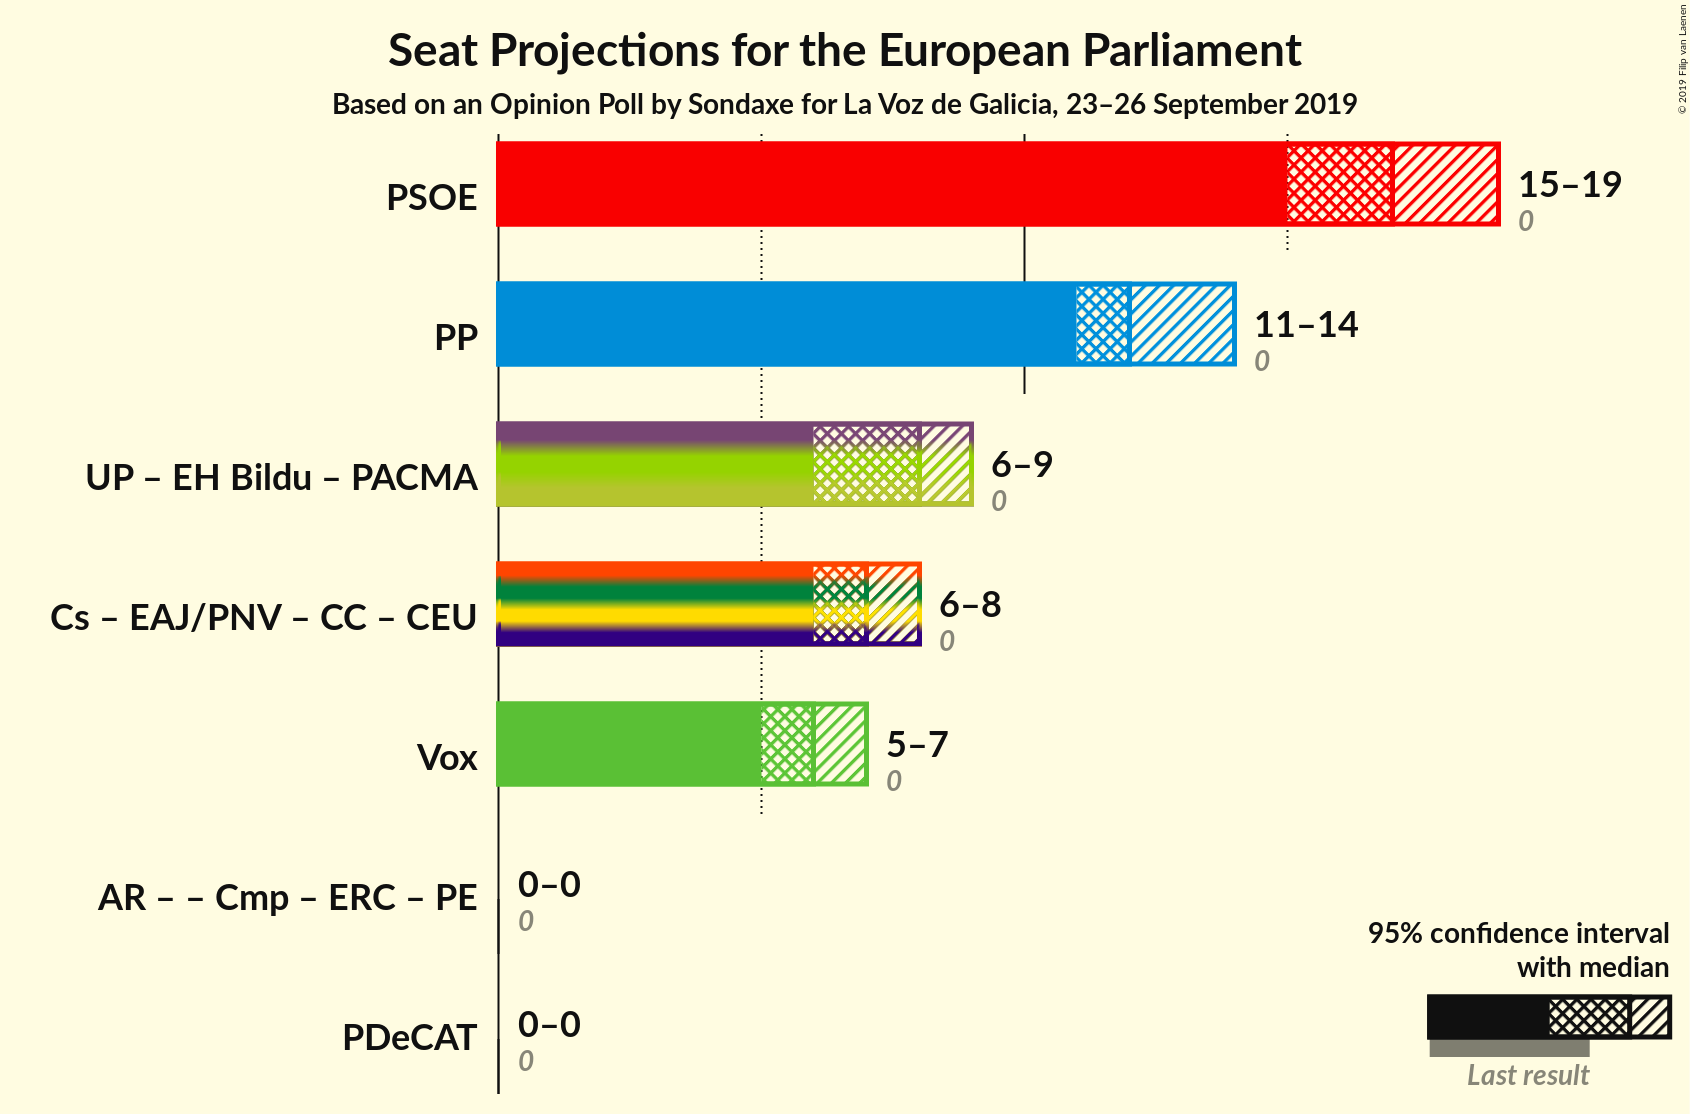 Seat Projections for the European Parliament
Based on an Opinion Poll by Sondaxe for La Voz de Galicia, 23–26 September 2019
© 2019 Filip van Laenen
PSOE
15–19
0
PP
11–14
0
UP – EH Bildu – PACMA
6–9
0
Cs – EAJ/PNV – CC – CEU
6–8
0
Vox
5–7
0
AR – – Cmp – ERC – PE
0–0
0
PDeCAT
0–0
0
95% confidence interval
with median
Last result